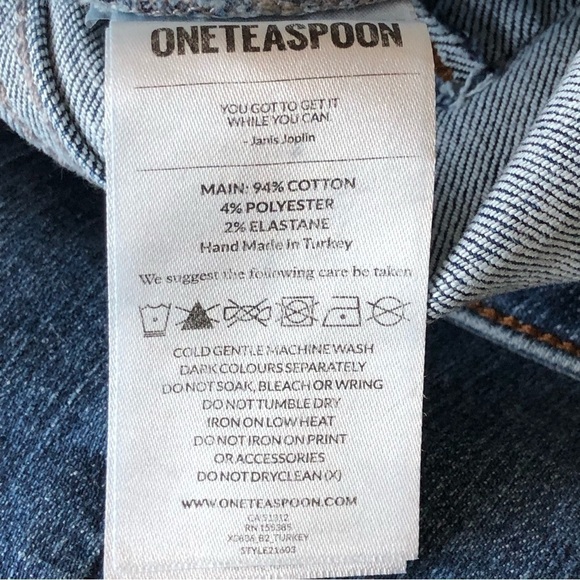 ONETEASPOON
YOU GOT TO GET IT
WHILE YOU CAN.
- Janis Joplin
MAIN: 94% COTTON
4% POLYESTER
2% ELASTANE
Hand Made in Turkey
We suggest the following care be taken
COLD GENTLE MACHINE WASH
DARK COLOURS SEPARATELY
DO NOT SOAK, BLEACH OR WRING
DO NOT TUMBLE DRY
IRON ON LOW HEAT
DO NOT IRON ON PRINT
OR ACCESSORIES
DO NOT DRYCLEAN (X)
WWW.ONETEASPOON.COM
CA 51312
RN 155385
XO836_B2_TURKEY
STYLE21603